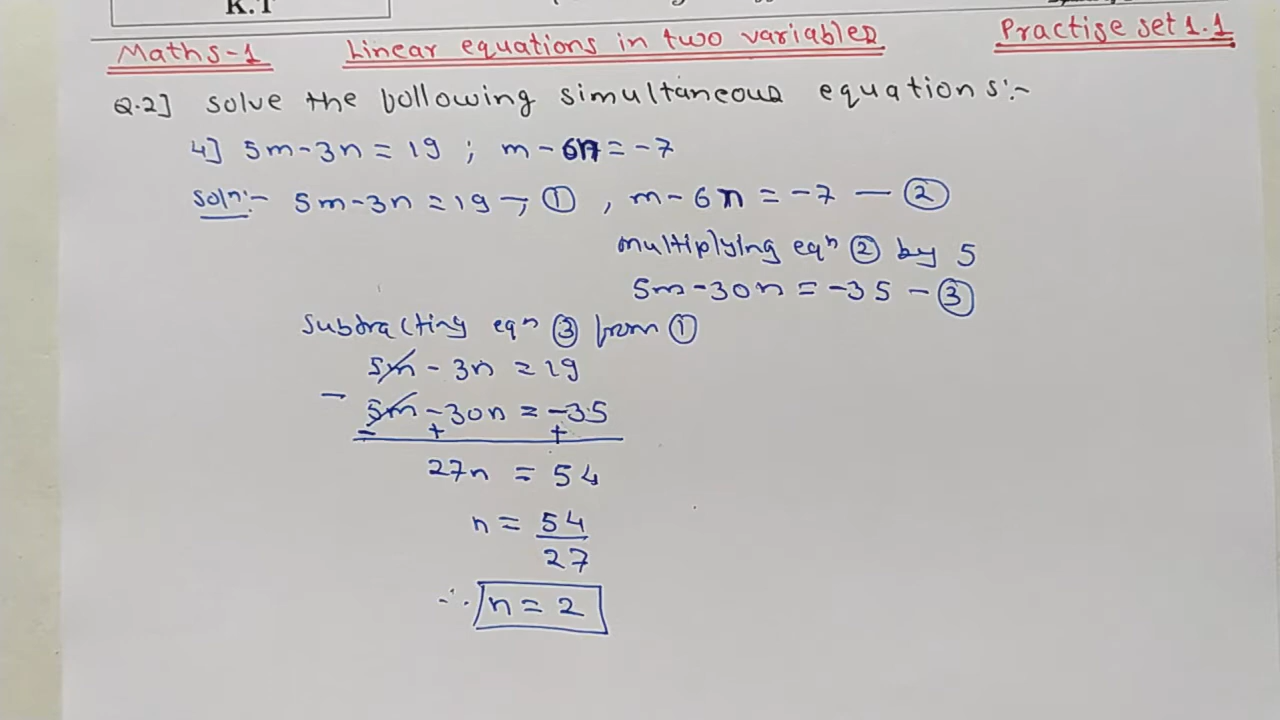 K.T
Maths-1 Linear equations in two variables Practise set 1.1
Q.2] Solve the following simultaneous equations:-
4] 5m-3n = 19 ; m-6n = -7
Soln:- 5m-3n = 19 -, ① , m-6n = -7 — ②
Multiplying eqn ② by 5
5m-30n = -35 - ③
Subtracting eqn ③ from ①
5m - 3n = 19
- 5m - 30n = -35
- + +
27n = 54
n = 54
27
∴ n = 2